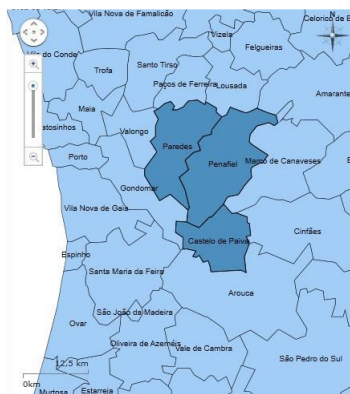 Vila Nova de Famalicão
Celorico de B
N
Vizela
Felgueiras
do Conde
Santo Tirso
Trofa
Paços de Ferreira
Lousada
Amarante
Maia
atosinhos
Valongo
Paredes
Porto
Penafiel
Marco de Canaveses
Gondomar
Vila Nova de Gaia
Castelo de Paiva
Cinfães
Espinho
Santa Maria da Feira
Arouca
São João da Madeira
Ovar
Oliveira de Azeméis
Vale de Cambra
São Pedro do Sul
12,5 km
0km
Murtosa
Estarreja